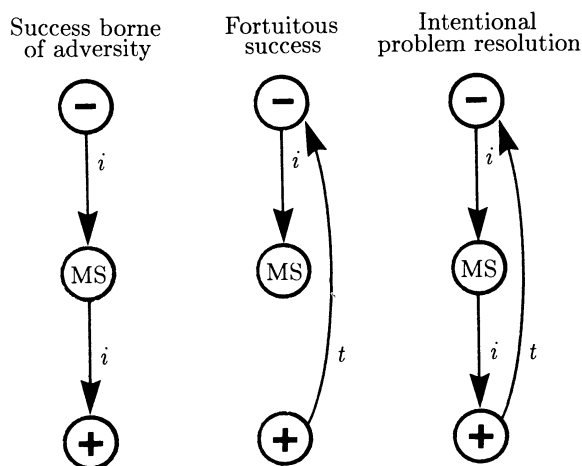 Success borne
of adversity
Fortuitous
success
Intentional
problem resolution
−
−
−
i
i
i
MS
MS
MS
i
t
i
t
+
+
+